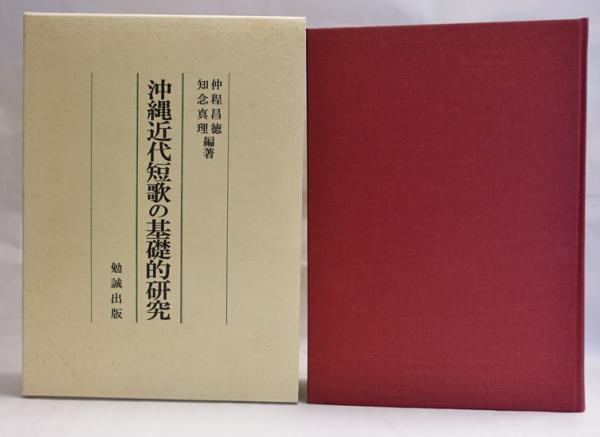 仲程昌徳
知念真理
編著
沖縄近代短歌の基礎的研究
勉誠出版